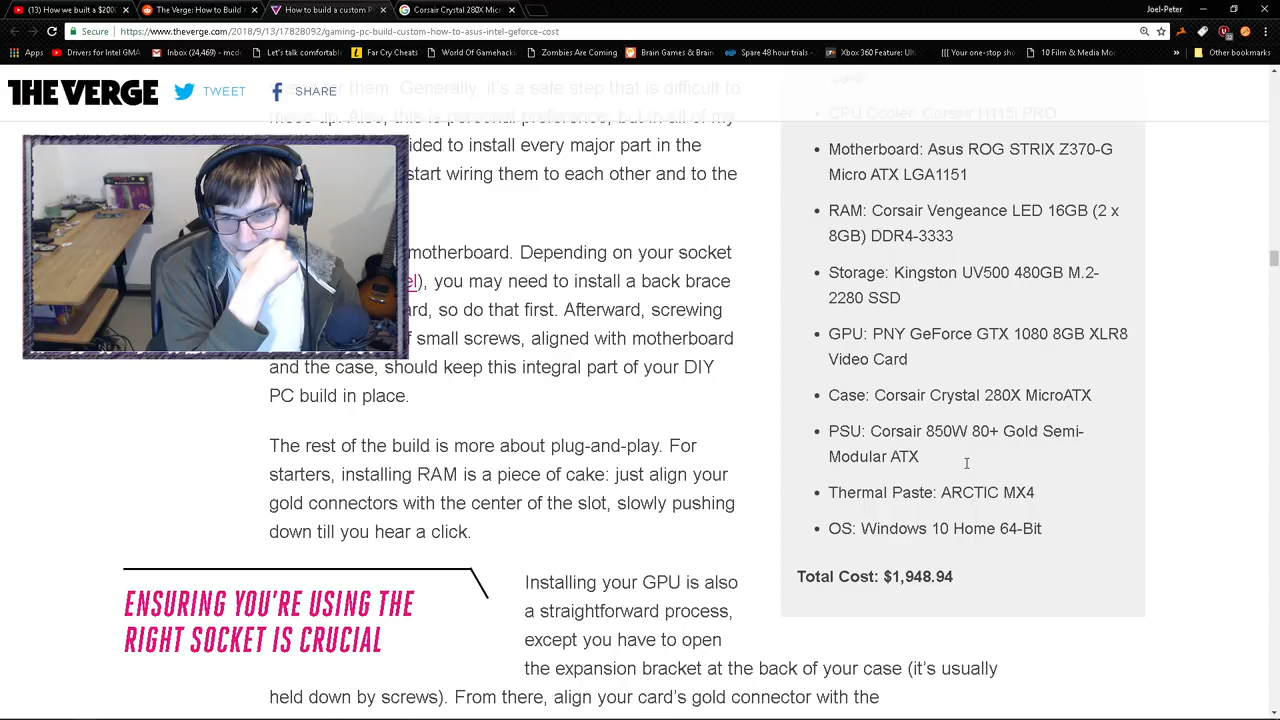 (13) How we built a $200
The Verge: How to Build
How to build a custom P
Corsair Crystal 280X Micr
Joel-Peter
Secure
https://www.theverge.com/2018/9/13/17828092/gaming-pc-build-custom-how-to-asus-intel-geforce-cost
Apps
Drivers for Intel GMA
Inbox (24,469) - mcd
Let's talk comfortabl
Far Cry Cheats
World Of Gamehack
Zombies Are Coming
Brain Games & Brain
Spare 48 hour trials -
Xbox 360 Feature: Ult
[[[ Your one-stop sho
10 Film & Media Mo
Other bookmarks
THE VERGE
TWEET
SHARE
them. Generally, it's a safe step that is difficult to
mess up. Also, this is personal preference, but in all of my
ided to install every major part in the
start wiring them to each other and to the
motherboard. Depending on your socket
el), you may need to install a back brace
ard, so do that first. Afterward, screwing
f small screws, aligned with motherboard
and the case, should keep this integral part of your DIY
PC build in place.
The rest of the build is more about plug-and-play. For
starters, installing RAM is a piece of cake: just align your
gold connectors with the center of the slot, slowly pushing
down till you hear a click.
ENSURING YOU'RE USING THE
RIGHT SOCKET IS CRUCIAL
Installing your GPU is also
a straightforward process,
except you have to open
the expansion bracket at the back of your case (it's usually
held down by screws). From there, align your card's gold connector with the
CPU Cooler: Corsair H115i PRO
• Motherboard: Asus ROG STRIX Z370-G
Micro ATX LGA1151
• RAM: Corsair Vengeance LED 16GB (2 x
8GB) DDR4-3333
• Storage: Kingston UV500 480GB M.2-
2280 SSD
• GPU: PNY GeForce GTX 1080 8GB XLR8
Video Card
• Case: Corsair Crystal 280X MicroATX
• PSU: Corsair 850W 80+ Gold Semi-
Modular ATX
• Thermal Paste: ARCTIC MX4
• OS: Windows 10 Home 64-Bit
Total Cost: $1,948.94